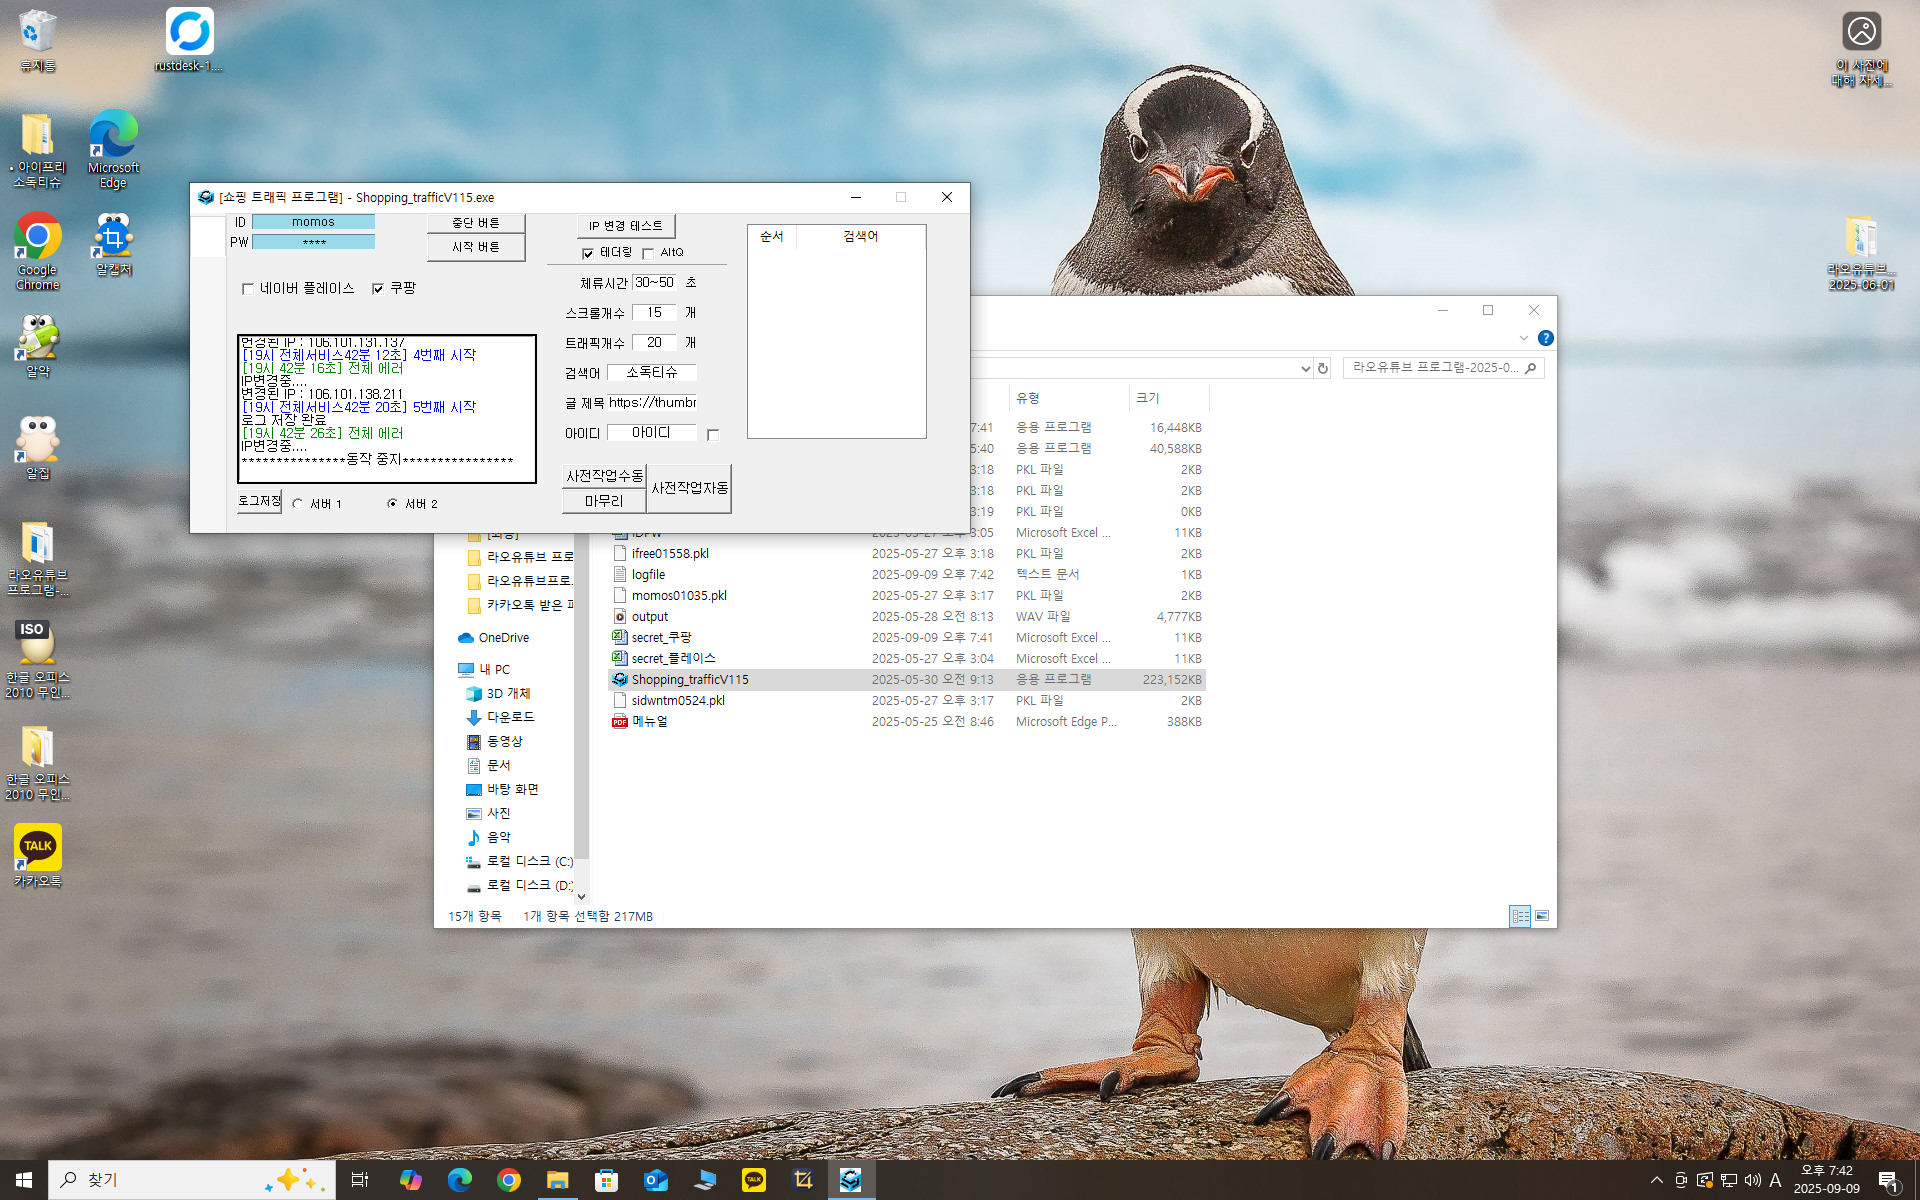 휴지통
rustdesk-1....
이 사진에
대해 자세...
• 아이프리
소독티슈
Microsoft
Edge
Google
Chrome
알캡처
알약
알집
라오유튜브
프로그램-...
ISO
한글 오피스
2010 무인...
한글 오피스
2010 무인...
TALK
카카오톡
라오유튜브...
2025-06-01
[쇼핑 트래픽 프로그램] - Shopping_trafficV115.exe
ID momos
PW ****
중단 버튼
시작 버튼
IP 변경 테스트
테더링 AltQ
네이버 플레이스 쿠팡
체류시간 30~50 초
스크롤개수 15 개
트래픽개수 20 개
검색어 소독티슈
글 제목 https://thumbr
아이디 아이디
순서 검색어
변경된 IP : 106.101.131.137
[19시 전체서비스42분 12초] 4번째 시작
[19시 42분 16초] 전체 에러
IP변경중....
변경된 IP : 106.101.138.211
[19시 전체서비스42분 20초] 5번째 시작
로그 저장 완료
[19시 42분 26초] 전체 에러
IP변경중....
***************동작 중지****************
로그저장 서버 1 서버 2
사전작업수동
마무리
사전작업자동
라오유튜브 프로그램-2025-0...
유형 크기
7:41 응용 프로그램 16,448KB
5:40 응용 프로그램 40,588KB
3:18 PKL 파일 2KB
3:18 PKL 파일 2KB
3:19 PKL 파일 0KB
IDPW 2025-05-27 오후 3:05 Microsoft Excel ... 11KB
ifree01558.pkl 2025-05-27 오후 3:18 PKL 파일 2KB
logfile 2025-09-09 오후 7:42 텍스트 문서 1KB
momos01035.pkl 2025-05-27 오후 3:17 PKL 파일 2KB
output 2025-05-28 오전 8:13 WAV 파일 4,777KB
secret_쿠팡 2025-09-09 오후 7:41 Microsoft Excel ... 11KB
secret_플레이스 2025-05-27 오후 3:04 Microsoft Excel ... 11KB
Shopping_trafficV115 2025-05-30 오전 9:13 응용 프로그램 223,152KB
sidwntm0524.pkl 2025-05-27 오후 3:17 PKL 파일 2KB
메뉴얼 2025-05-25 오전 8:46 Microsoft Edge P... 388KB
라오유튜브 프로
라오유튜브프로.
카카오톡 받은 파
OneDrive
내 PC
3D 개체
다운로드
동영상
문서
바탕 화면
사진
음악
로컬 디스크 (C:)
로컬 디스크 (D:)
15개 항목 1개 항목 선택함 217MB
찾기
A
오후 7:42
2025-09-09
1